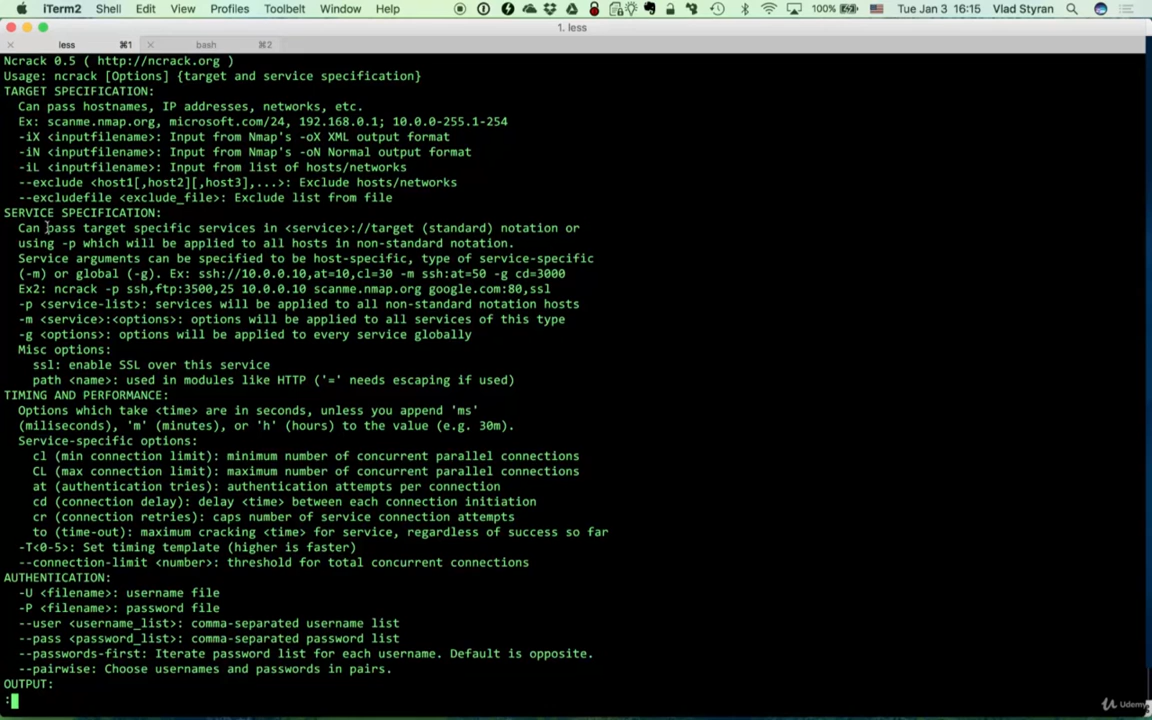 iTerm2 Shell Edit View Profiles Toolbelt Window Help 100% Tue Jan 3 16:15 Vlad Styran
1. less
less ⌘1 bash ⌘2
Ncrack 0.5 ( http://ncrack.org )
Usage: ncrack [Options] {target and service specification}
TARGET SPECIFICATION:
  Can pass hostnames, IP addresses, networks, etc.
  Ex: scanme.nmap.org, microsoft.com/24, 192.168.0.1; 10.0.0-255.1-254
  -iX <inputfilename>: Input from Nmap's -oX XML output format
  -iN <inputfilename>: Input from Nmap's -oN Normal output format
  -iL <inputfilename>: Input from list of hosts/networks
  --exclude <host1[,host2][,host3],...>: Exclude hosts/networks
  --excludefile <exclude_file>: Exclude list from file
SERVICE SPECIFICATION:
  Can pass target specific services in <service>://target (standard) notation or
  using -p which will be applied to all hosts in non-standard notation.
  Service arguments can be specified to be host-specific, type of service-specific
  (-m) or global (-g). Ex: ssh://10.0.0.10,at=10,cl=30 -m ssh:at=50 -g cd=3000
  Ex2: ncrack -p ssh,ftp:3500,25 10.0.0.10 scanme.nmap.org google.com:80,ssl
  -p <service-list>: services will be applied to all non-standard notation hosts
  -m <service>:<options>: options will be applied to all services of this type
  -g <options>: options will be applied to every service globally
  Misc options:
    ssl: enable SSL over this service
    path <name>: used in modules like HTTP ('=' needs escaping if used)
TIMING AND PERFORMANCE:
  Options which take <time> are in seconds, unless you append 'ms'
  (miliseconds), 'm' (minutes), or 'h' (hours) to the value (e.g. 30m).
  Service-specific options:
    cl (min connection limit): minimum number of concurrent parallel connections
    CL (max connection limit): maximum number of concurrent parallel connections
    at (authentication tries): authentication attempts per connection
    cd (connection delay): delay <time> between each connection initiation
    cr (connection retries): caps number of service connection attempts
    to (time-out): maximum cracking <time> for service, regardless of success so far
  -T<0-5>: Set timing template (higher is faster)
  --connection-limit <number>: threshold for total concurrent connections
AUTHENTICATION:
  -U <filename>: username file
  -P <filename>: password file
  --user <username_list>: comma-separated username list
  --pass <password_list>: comma-separated password list
  --passwords-first: Iterate password list for each username. Default is opposite.
  --pairwise: Choose usernames and passwords in pairs.
OUTPUT:
:
Udemy